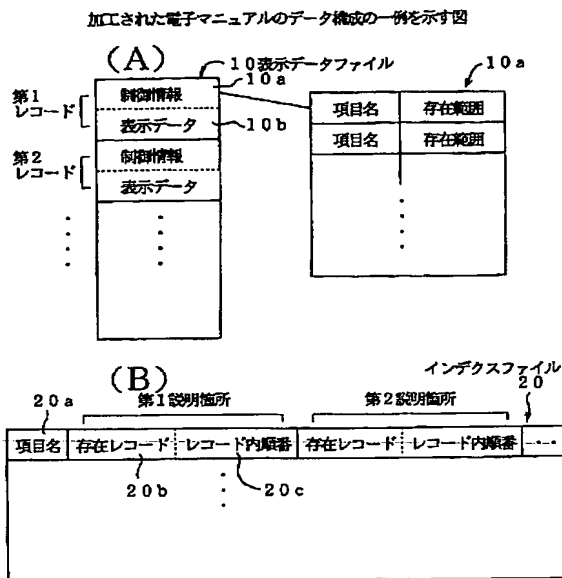 加工された電子マニュアルのデータ構成の一例を示す図
(A)
10表示データファイル
10a
10a
第1
レコード
制御情報
表示データ
10b
項目名 存在範囲
項目名 存在範囲
第2
レコード
制御情報
表示データ
(B)
インデクスファイル
20
20a
第1説明箇所
第2説明箇所
項目名 存在レコード レコード内順番 存在レコード レコード内順番
20b
20c